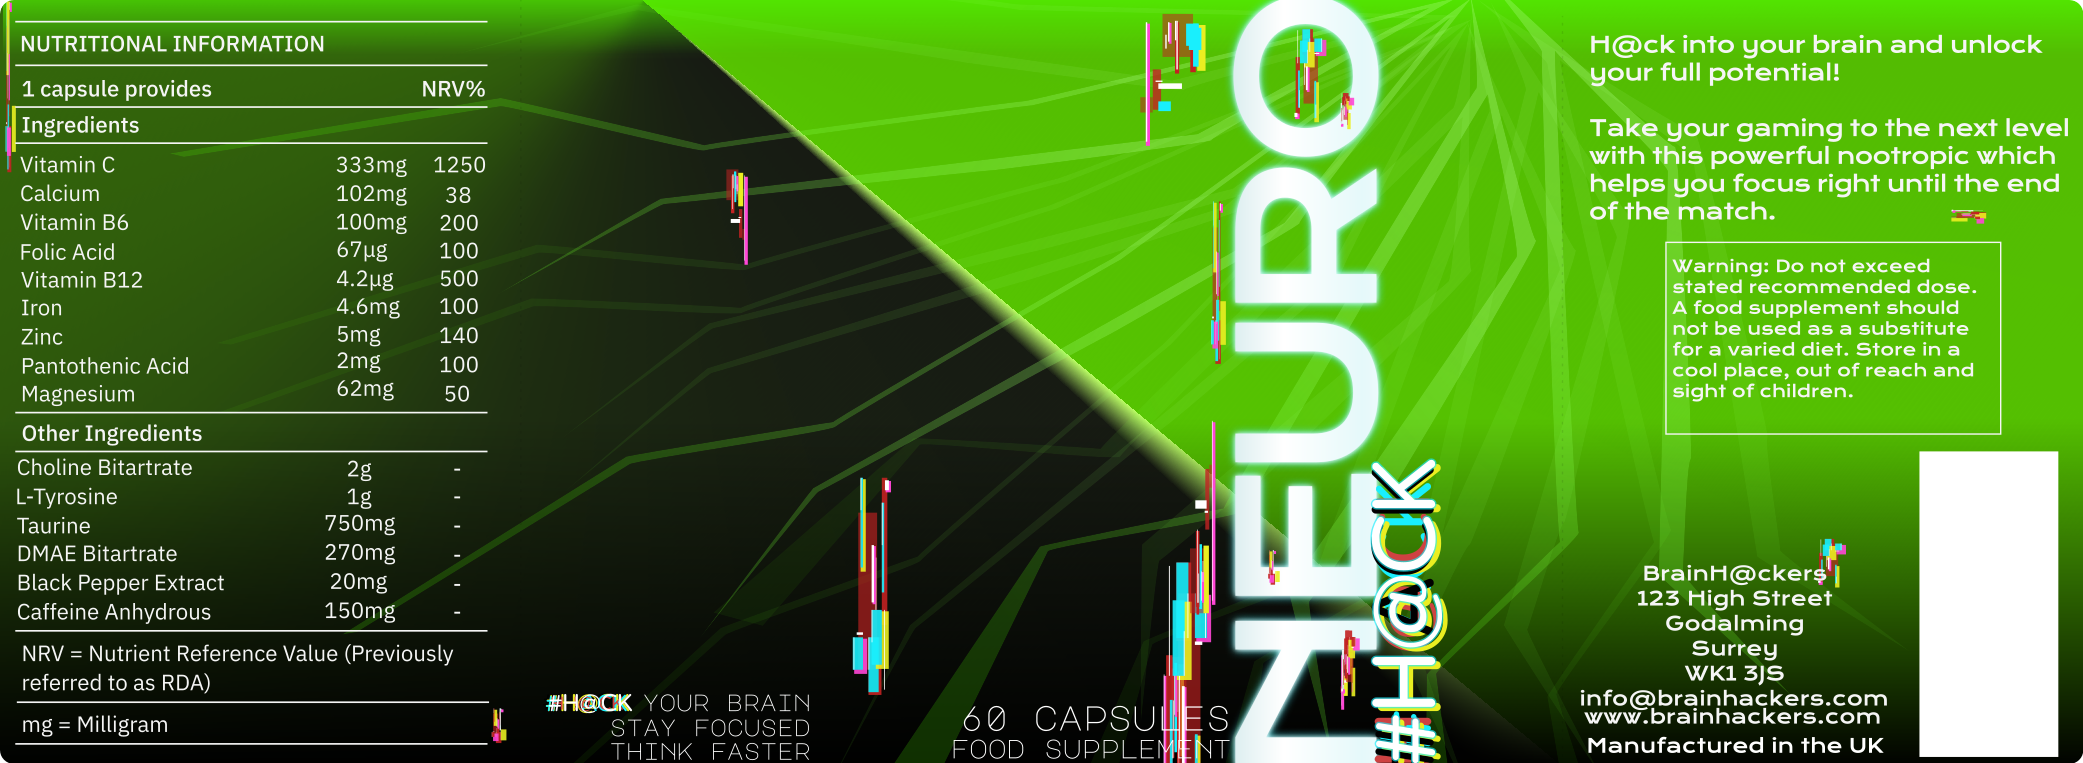 NUTRITIONAL INFORMATION
1 capsule provides NRV%
Ingredients
Vitamin C 333mg 1250
Calcium 102mg 38
Vitamin B6 100mg 200
Folic Acid 67µg 100
Vitamin B12 4.2µg 500
Iron 4.6mg 100
Zinc 5mg 140
Pantothenic Acid 2mg 100
Magnesium 62mg 50
Other Ingredients
Choline Bitartrate 2g -
L-Tyrosine 1g -
Taurine 750mg -
DMAE Bitartrate 270mg -
Black Pepper Extract 20mg -
Caffeine Anhydrous 150mg -
NRV = Nutrient Reference Value (Previously
referred to as RDA)
mg = Milligram
#H@CK YOUR BRAIN
STAY FOCUSED
THINK FASTER
60 CAPSULES
FOOD SUPPLEMENT
NEURO
#H@CK
H@ck into your brain and unlock
your full potential!
Take your gaming to the next level
with this powerful nootropic which
helps you focus right until the end
of the match.
Warning: Do not exceed
stated recommended dose.
A food supplement should
not be used as a substitute
for a varied diet. Store in a
cool place, out of reach and
sight of children.
BrainH@ckers
123 High Street
Godalming
Surrey
WK1 3JS
info@brainhackers.com
www.brainhackers.com
Manufactured in the UK